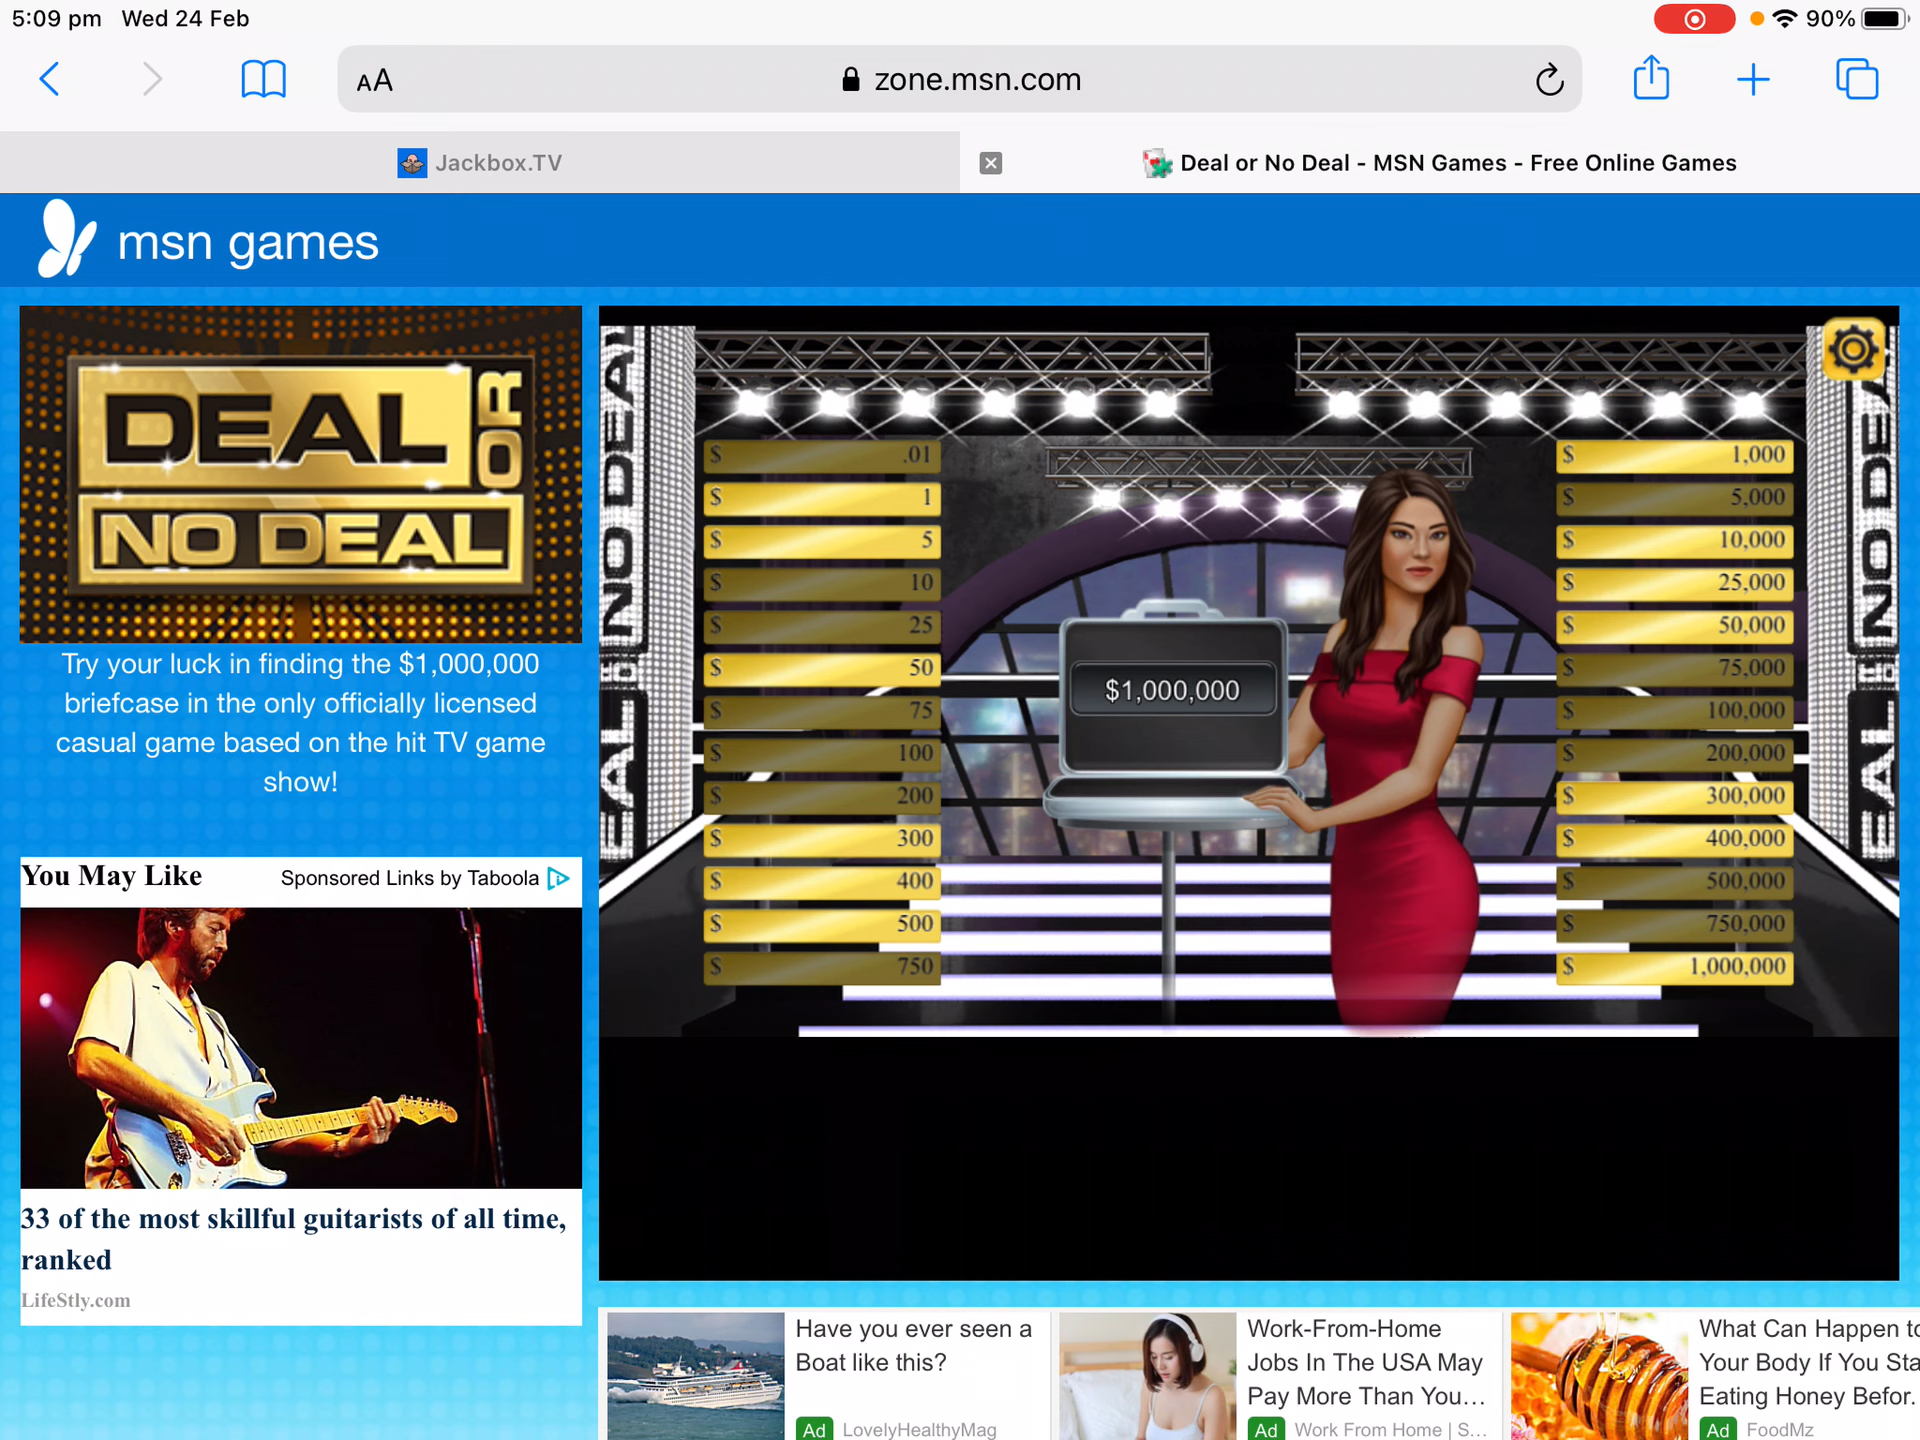 5:09 pm Wed 24 Feb
90%
AA
zone.msn.com
Jackbox.TV
Deal or No Deal - MSN Games - Free Online Games
msn games
DEAL
OR
NO DEAL
Try your luck in finding the $1,000,000
briefcase in the only officially licensed
casual game based on the hit TV game
show!
You May Like
Sponsored Links by Taboola
33 of the most skillful guitarists of all time,
ranked
LifeStly.com
$ .01
$ 1
$ 5
$ 10
$ 25
$ 50
$ 75
$ 100
$ 200
$ 300
$ 400
$ 500
$ 750
$1,000,000
$ 1,000
$ 5,000
$ 10,000
$ 25,000
$ 50,000
$ 75,000
$ 100,000
$ 200,000
$ 300,000
$ 400,000
$ 500,000
$ 750,000
$ 1,000,000
NO DEAL
Have you ever seen a
Boat like this?
Ad LovelyHealthyMag
Work-From-Home
Jobs In The USA May
Pay More Than You...
Ad Work From Home | S...
What Can Happen to
Your Body If You Sta
Eating Honey Befor.
Ad FoodMz